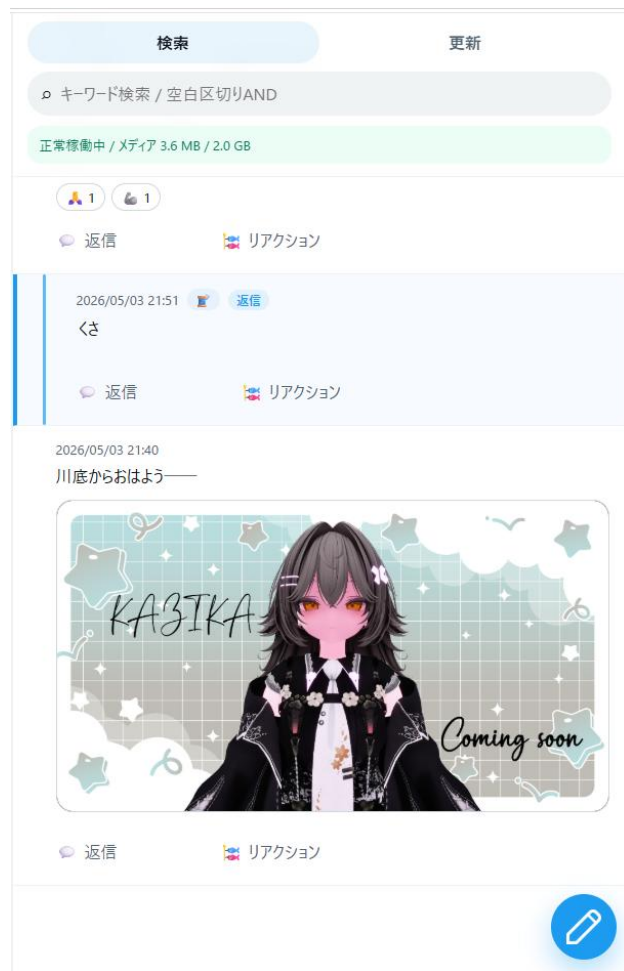 検索
更新
キーワード検索 / 空白区切りAND
正常稼働中 / メディア 3.6 MB / 2.0 GB
1
1
返信
リアクション
2026/05/03 21:51
返信
くさ
返信
リアクション
2026/05/03 21:40
川底からおはよう――
KAZIKA
Coming soon
返信
リアクション